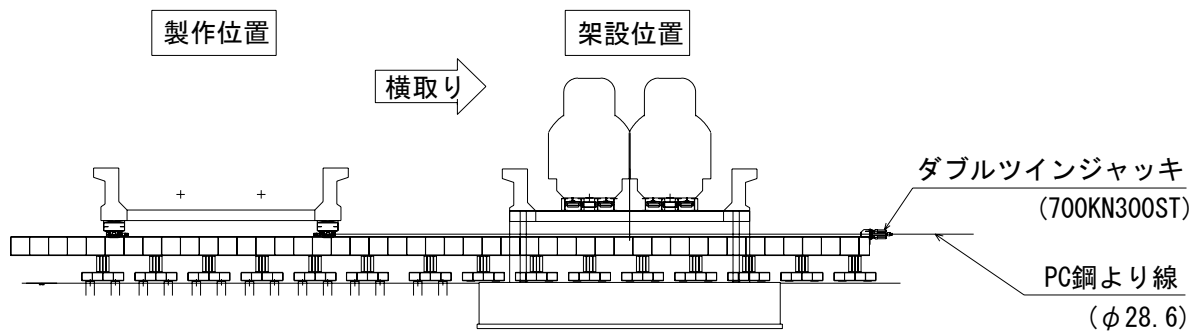 製作位置
架設位置
横取り
ダブルツインジャッキ
(700KN300ST)
PC鋼より線
(φ28.6)